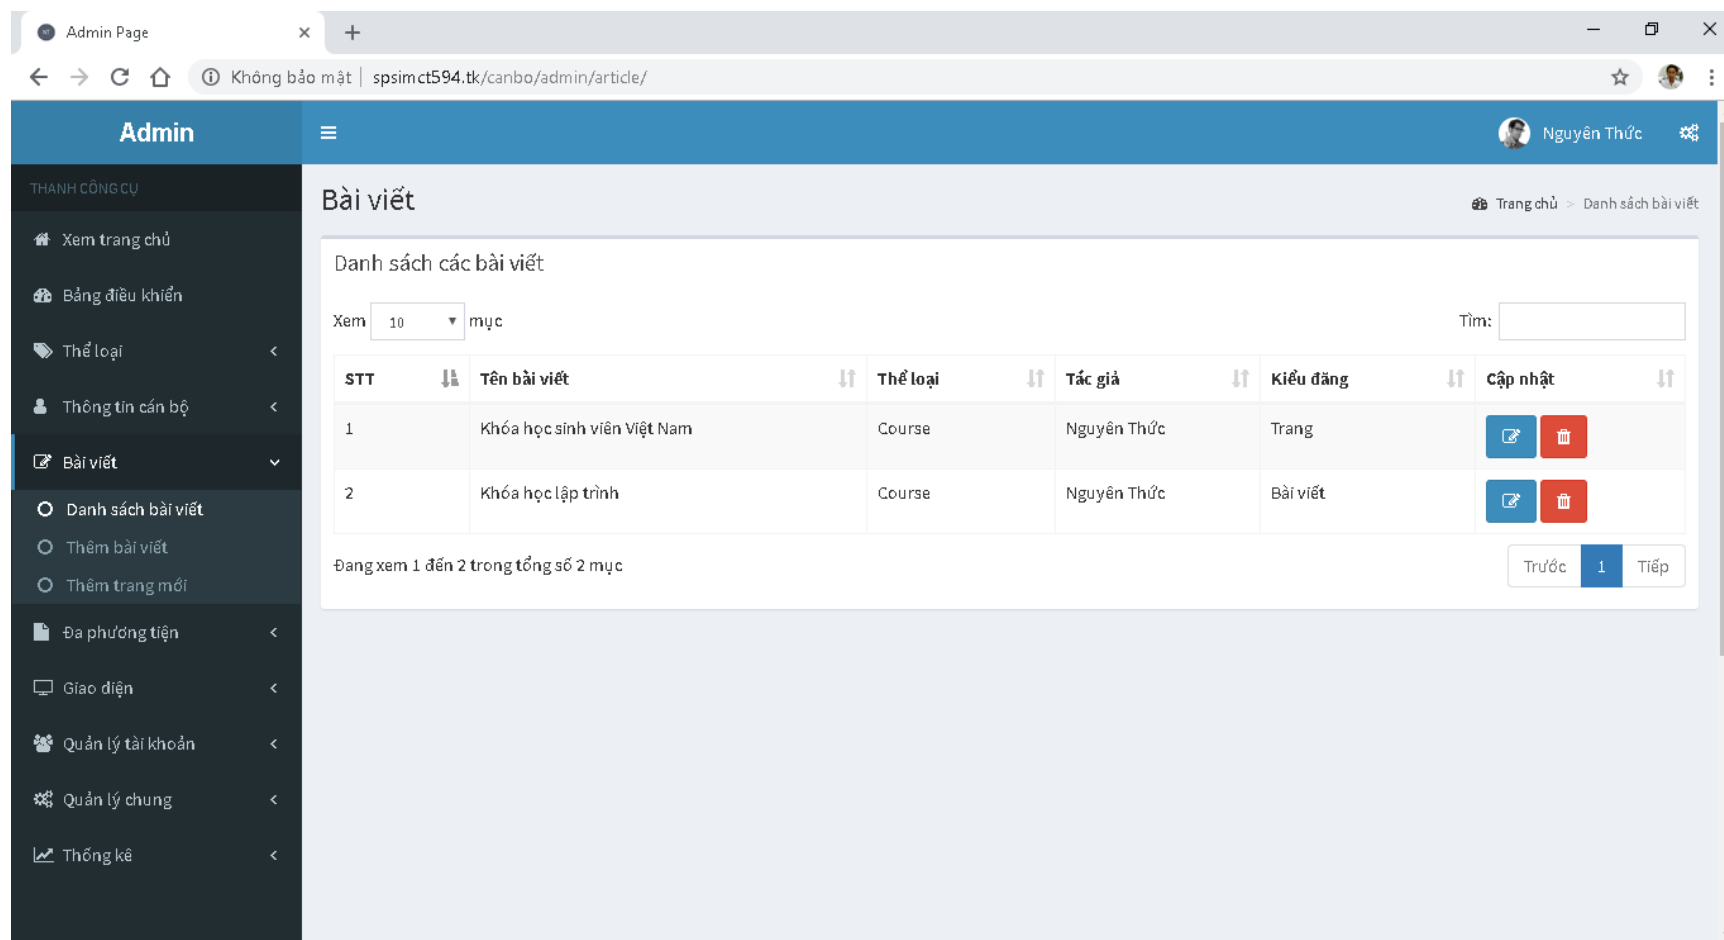 Admin Page
Không bảo mật | spsimct594.tk/canbo/admin/article/
Admin
Nguyên Thức
THANH CÔNG CỤ
Xem trang chủ
Bảng điều khiển
Thể loại
Thông tin cán bộ
Bài viết
Danh sách bài viết
Thêm bài viết
Thêm trang mới
Đa phương tiện
Giao diện
Quản lý tài khoản
Quản lý chung
Thống kê
Bài viết
Trang chủ > Danh sách bài viết
Danh sách các bài viết
Xem 10 mục
Tìm:
STT Tên bài viết Thể loại Tác giả Kiểu đăng Cập nhật
1 Khóa học sinh viên Việt Nam Course Nguyên Thức Trang
2 Khóa học lập trình Course Nguyên Thức Bài viết
Đang xem 1 đến 2 trong tổng số 2 mục
Trước 1 Tiếp